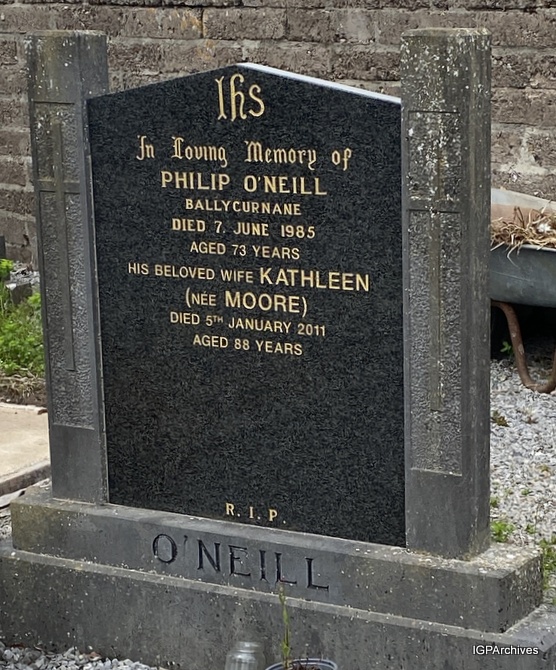 IhS
In Loving Memory of
PHILIP O'NEILL
BALLYCURNANE
DIED 7. JUNE 1985
AGED 73 YEARS
HIS BELOVED WIFE KATHLEEN
(NÉE MOORE)
DIED 5TH JANUARY 2011
AGED 88 YEARS
R. I. P.
O'NEILL
IGPArchives